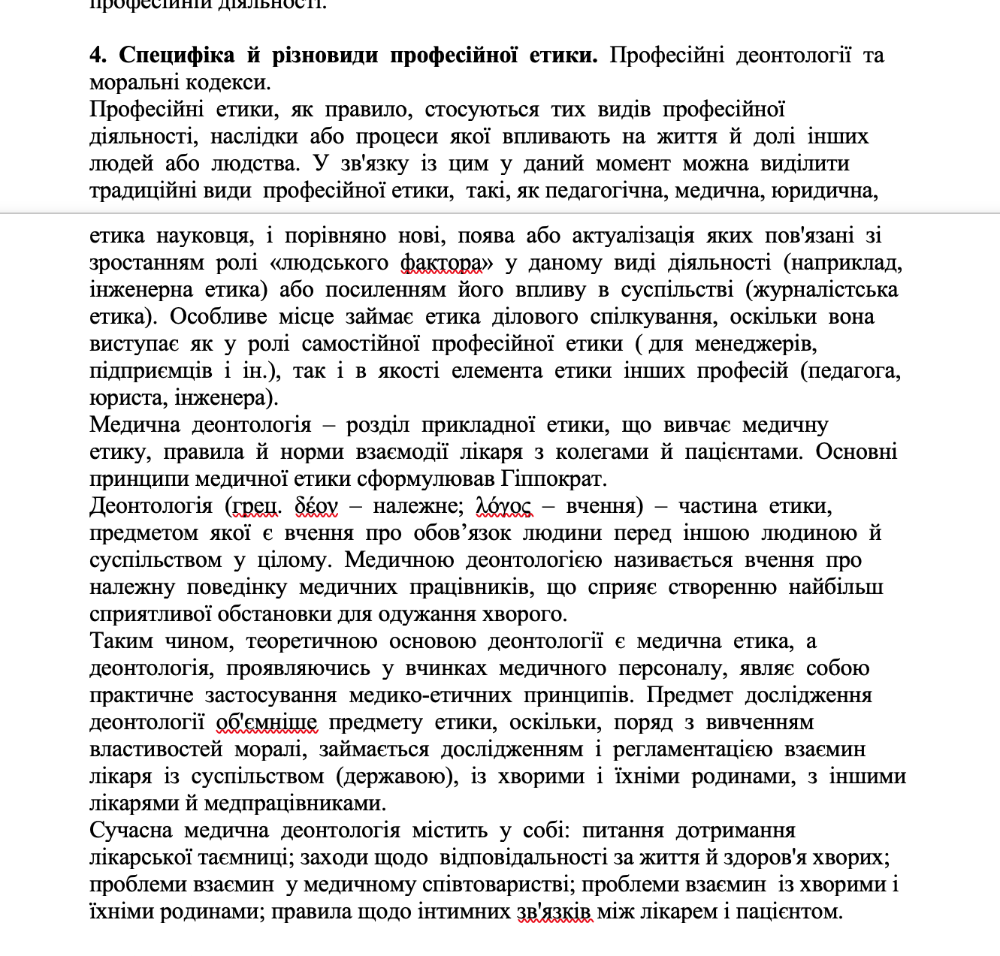 професійній діяльності.
4. Специфіка й різновиди професійної етики. Професійні деонтології та
моральні кодекси.
Професійні етики, як правило, стосуються тих видів професійної
діяльності, наслідки або процеси якої впливають на життя й долі інших
людей або людства. У зв'язку із цим у даний момент можна виділити
традиційні види професійної етики, такі, як педагогічна, медична, юридична,
етика науковця, і порівняно нові, поява або актуалізація яких пов'язані зі
зростанням ролі «людського фактора» у даному виді діяльності (наприклад,
інженерна етика) або посиленням його впливу в суспільстві (журналістська
етика). Особливе місце займає етика ділового спілкування, оскільки вона
виступає як у ролі самостійної професійної етики ( для менеджерів,
підприємців і ін.), так і в якості елемента етики інших професій (педагога,
юриста, інженера).
Медична деонтологія – розділ прикладної етики, що вивчає медичну
етику, правила й норми взаємодії лікаря з колегами й пацієнтами. Основні
принципи медичної етики сформулював Гіппократ.
Деонтологія (грец. δέον – належне; λόγος – вчення) – частина етики,
предметом якої є вчення про обов’язок людини перед іншою людиною й
суспільством у цілому. Медичною деонтологією називається вчення про
належну поведінку медичних працівників, що сприяє створенню найбільш
сприятливої обстановки для одужання хворого.
Таким чином, теоретичною основою деонтології є медична етика, а
деонтологія, проявляючись у вчинках медичного персоналу, являє собою
практичне застосування медико-етичних принципів. Предмет дослідження
деонтології об'ємніше предмету етики, оскільки, поряд з вивченням
властивостей моралі, займається дослідженням і регламентацією взаємин
лікаря із суспільством (державою), із хворими і їхніми родинами, з іншими
лікарями й медпрацівниками.
Сучасна медична деонтологія містить у собі: питання дотримання
лікарської таємниці; заходи щодо відповідальності за життя й здоров'я хворих;
проблеми взаємин у медичному співтоваристві; проблеми взаємин із хворими і
їхніми родинами; правила щодо інтимних зв'язків між лікарем і пацієнтом.